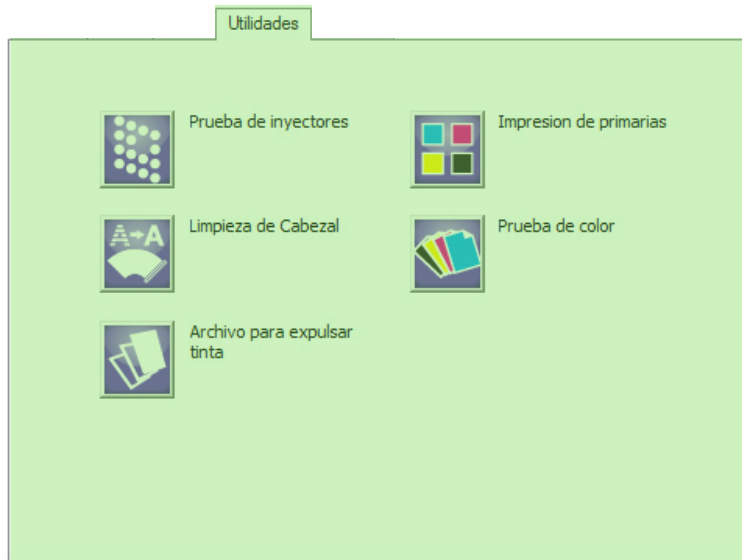 Utilidades
Prueba de inyectores
Impresion de primarias
A→A
Limpieza de Cabezal
Prueba de color
Archivo para expulsar
tinta